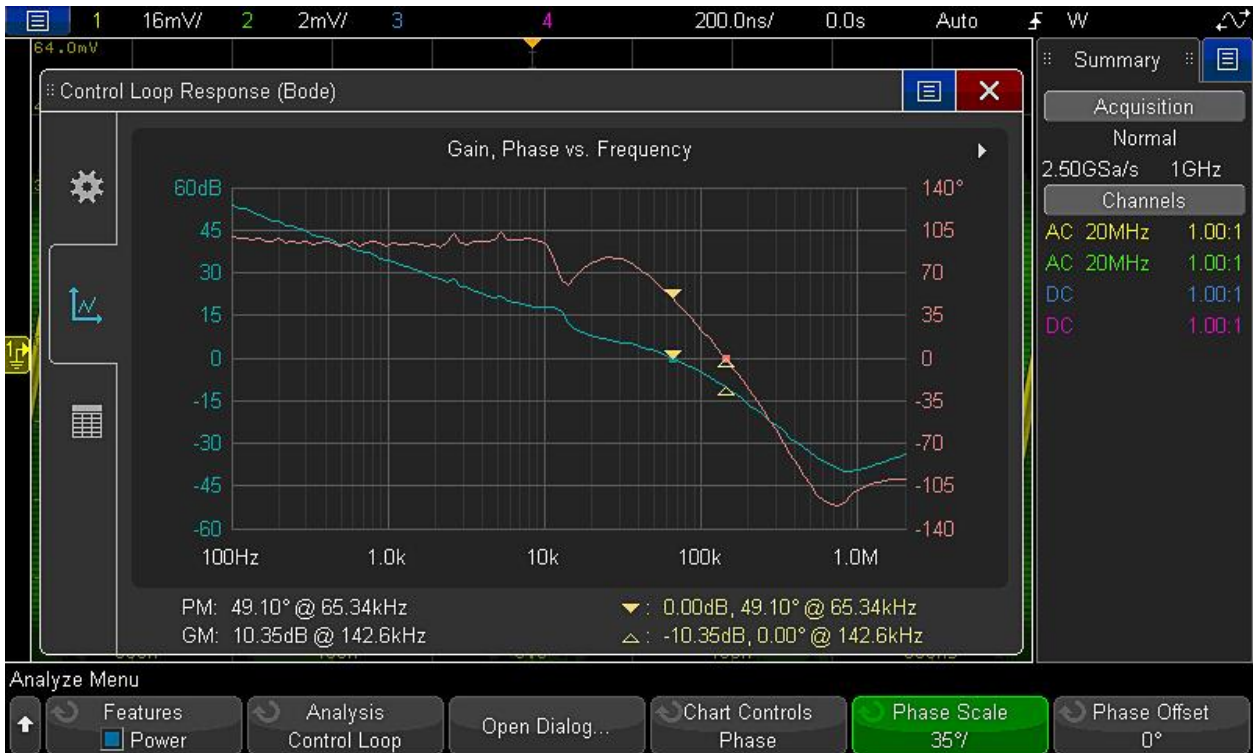 1 16mV/ 2 2mV/ 3 4 200.0ns/ 0.0s Auto W
64.0mV
Summary
Control Loop Response (Bode)
Acquisition
Normal
2.50GSa/s 1GHz
Channels
AC 20MHz 1.00:1
AC 20MHz 1.00:1
DC 1.00:1
DC 1.00:1
Gain, Phase vs. Frequency
60dB 140°
45 105
30 70
15 35
0 0
-15 -35
-30 -70
-45 -105
-60 -140
100Hz 1.0k 10k 100k 1.0M
PM: 49.10° @ 65.34kHz : 0.00dB, 49.10° @ 65.34kHz
GM: 10.35dB @ 142.6kHz : -10.35dB, 0.00° @ 142.6kHz
Analyze Menu
Features
Power
Analysis
Control Loop
Open Dialog...
Chart Controls
Phase
Phase Scale
35°/
Phase Offset
0°